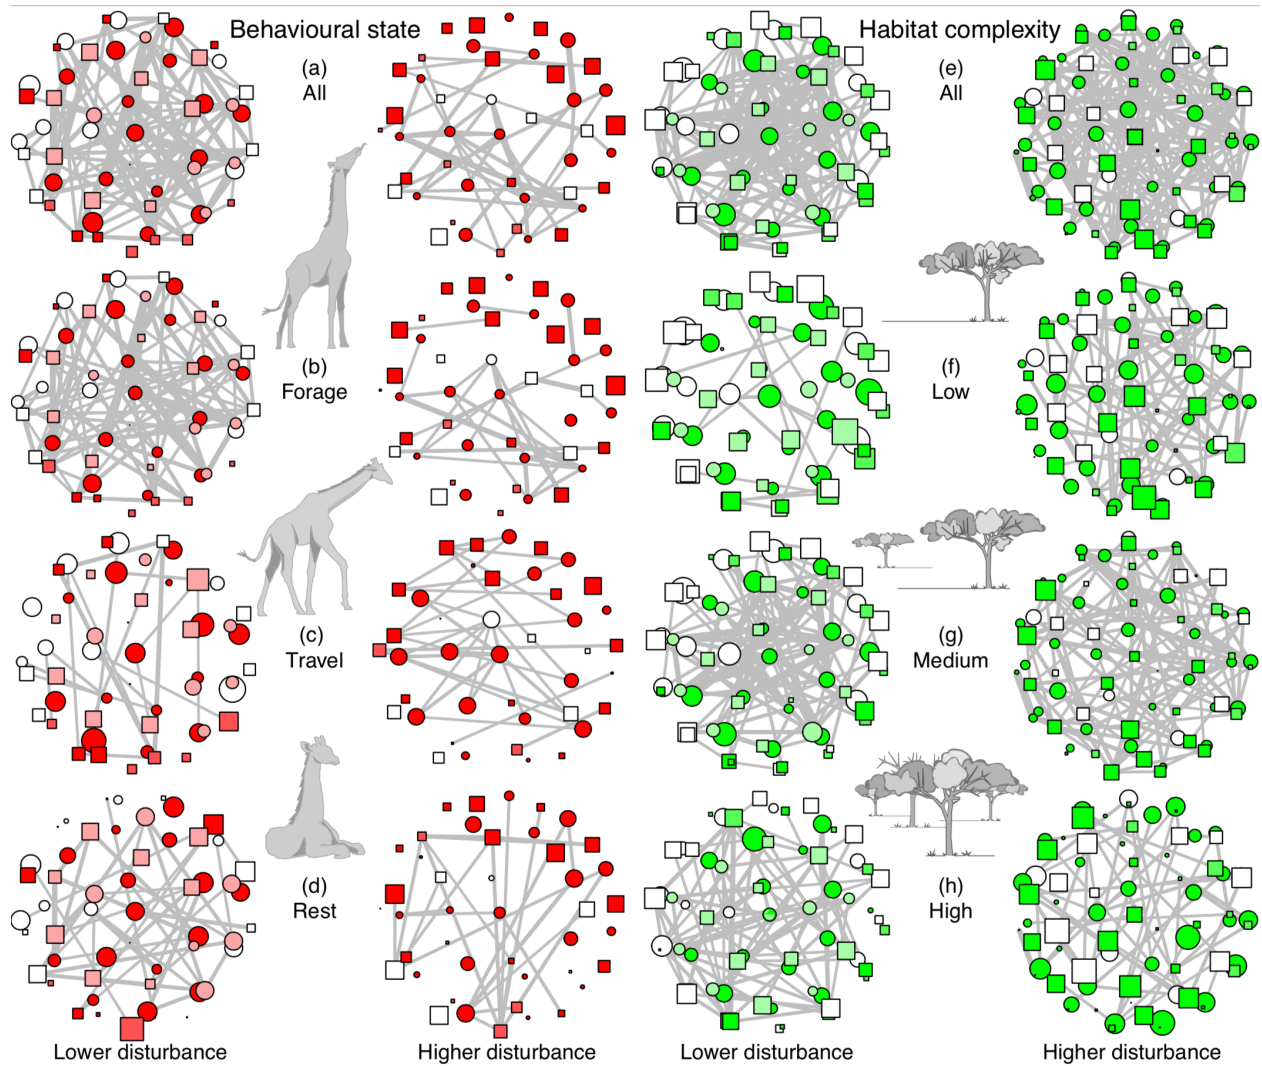 Behavioural state
Habitat complexity
(a)
All
(e)
All
(b)
Forage
(f)
Low
(c)
Travel
(g)
Medium
(d)
Rest
(h)
High
Lower disturbance
Higher disturbance
Lower disturbance
Higher disturbance